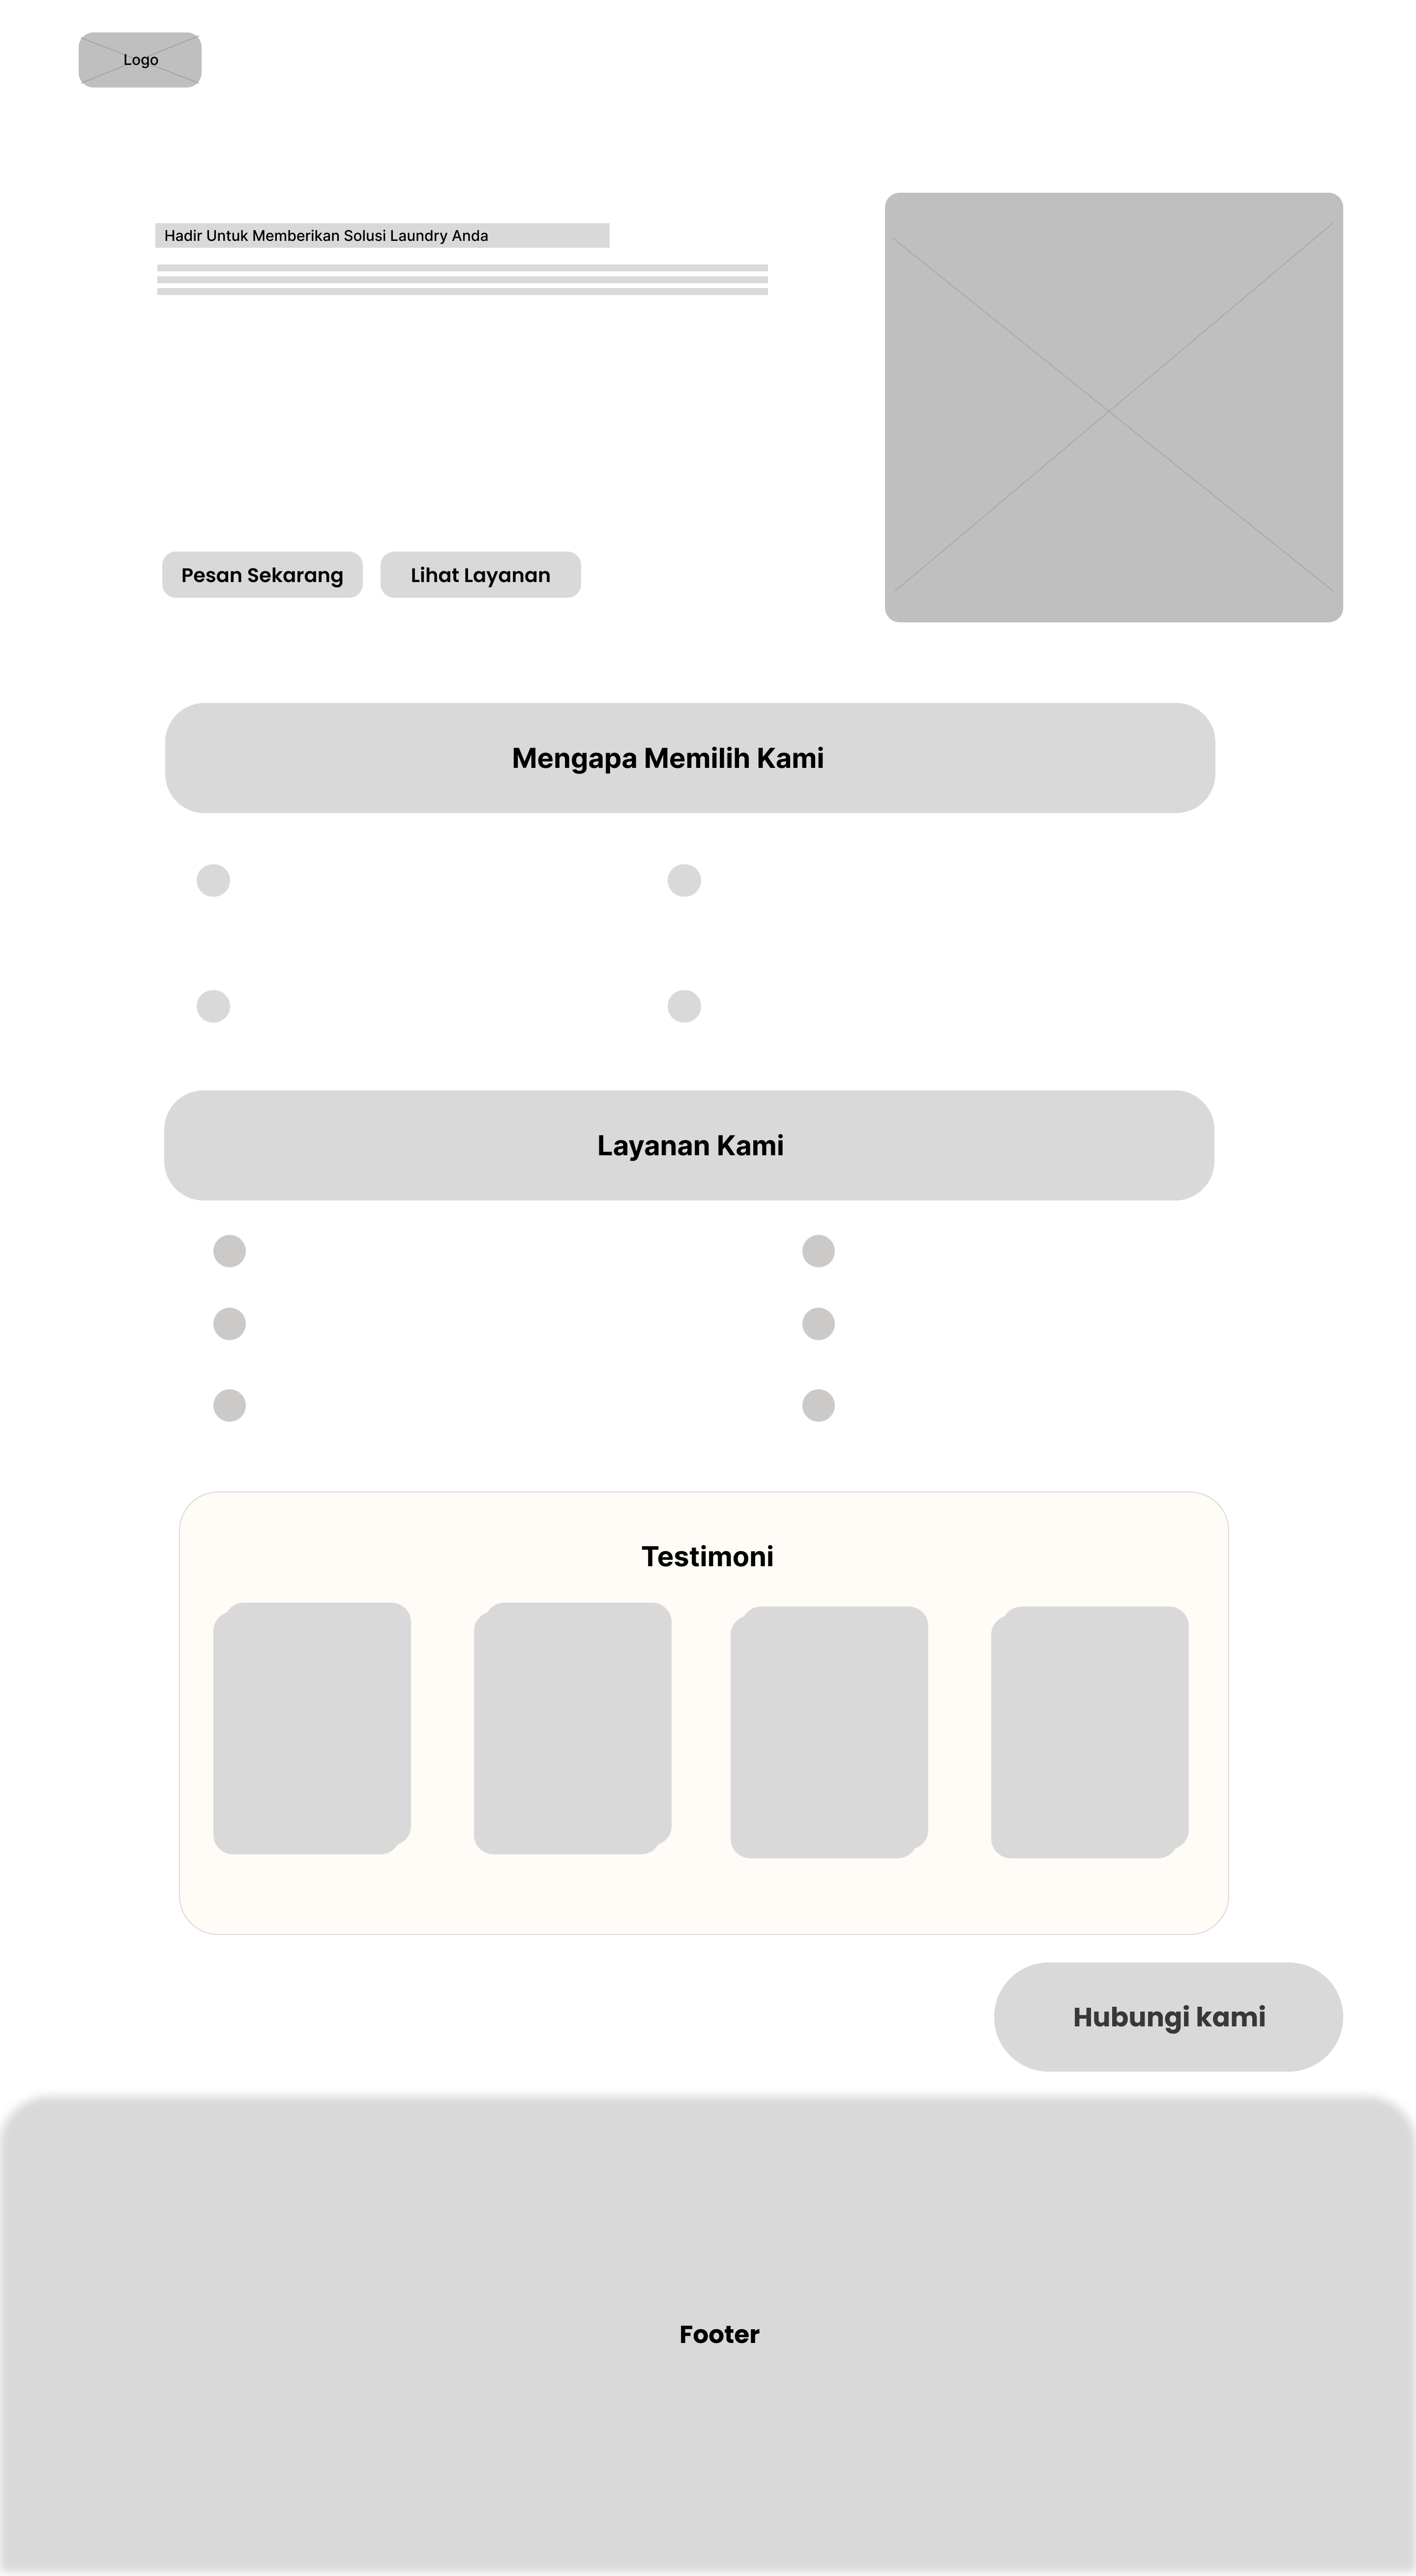 Logo
Hadir Untuk Memberikan Solusi Laundry Anda
Pesan Sekarang
Lihat Layanan
Mengapa Memilih Kami
Layanan Kami
Testimoni
Hubungi kami
Footer